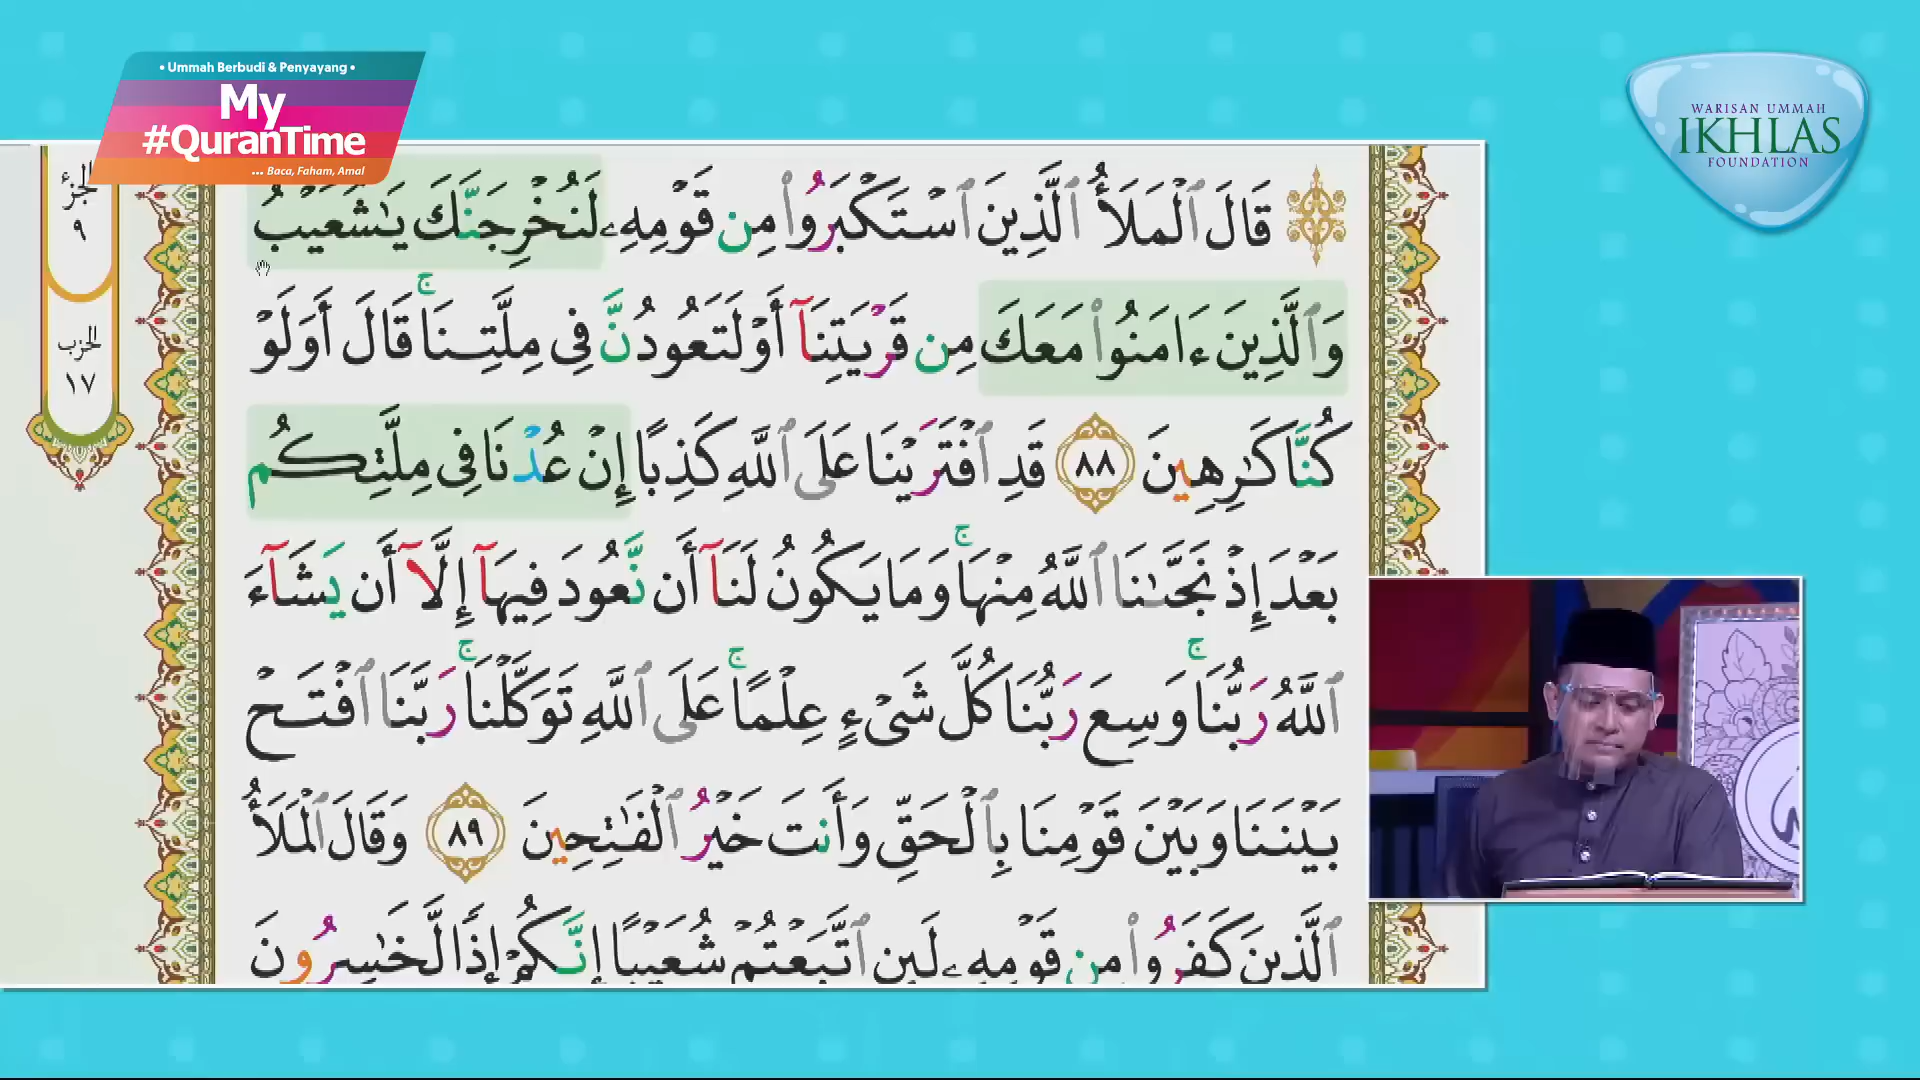 • Ummah Berbudi & Penyayang •
My
#QuranTime
... Baca, Faham, Amal
WARISAN UMMAH
IKHLAS
FOUNDATION
الجزء
٩
الحزب
١٧
قَالَ ٱلْمَلَأُ ٱلَّذِينَ ٱسْتَكْبَرُوا۟ مِن قَوْمِهِۦ لَنُخْرِجَنَّكَ يَـٰشُعَيْبُ
وَٱلَّذِينَ ءَامَنُوا۟ مَعَكَ مِن قَرْيَتِنَآ أَوْ لَتَعُودُنَّ فِى مِلَّتِنَا ۚ قَالَ أَوَلَوْ
كُنَّا كَـٰرِهِينَ ٨٨ قَدِ ٱفْتَرَيْنَا عَلَى ٱللَّهِ كَذِبًا إِنْ عُدْنَا فِى مِلَّتِكُم
بَعْدَ إِذْ نَجَّىٰنَا ٱللَّهُ مِنْهَا ۚ وَمَا يَكُونُ لَنَآ أَن نَّعُودَ فِيهَآ إِلَّآ أَن يَشَآءَ
ٱللَّهُ رَبُّنَا ۚ وَسِعَ رَبُّنَا كُلَّ شَىْءٍ عِلْمًا ۚ عَلَى ٱللَّهِ تَوَكَّلْنَا ۚ رَبَّنَا ٱفْتَحْ
بَيْنَنَا وَبَيْنَ قَوْمِنَا بِٱلْحَقِّ وَأَنتَ خَيْرُ ٱلْفَـٰتِحِينَ ٨٩ وَقَالَ ٱلْمَلَأُ
ٱلَّذِينَ كَفَرُوا۟ مِن قَوْمِهِۦ لَئِنِ ٱتَّبَعْتُمْ شُعَيْبًا إِنَّكُمْ إِذًا لَّخَـٰسِرُونَ